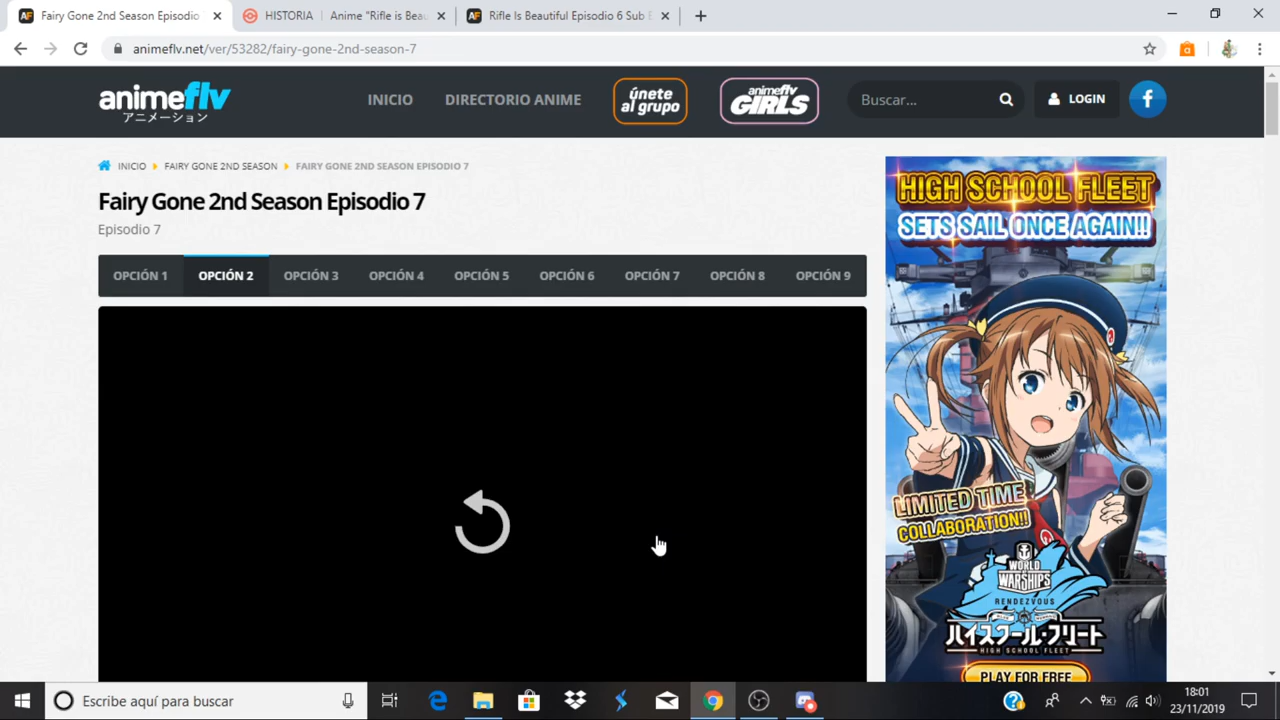 Fairy Gone 2nd Season Episodio
HISTORIA | Anime "Rifle is Beau
Rifle Is Beautiful Episodio 6 Sub E
animeflv.net/ver/53282/fairy-gone-2nd-season-7
animeflv
アニメーション
INICIO
DIRECTORIO ANIME
únete
al grupo
animeflv
GIRLS
Buscar...
LOGIN
INICIO
FAIRY GONE 2ND SEASON
FAIRY GONE 2ND SEASON EPISODIO 7
Fairy Gone 2nd Season Episodio 7
Episodio 7
OPCIÓN 1
OPCIÓN 2
OPCIÓN 3
OPCIÓN 4
OPCIÓN 5
OPCIÓN 6
OPCIÓN 7
OPCIÓN 8
OPCIÓN 9
HIGH SCHOOL FLEET
SETS SAIL ONCE AGAIN!!
LIMITED TIME
COLLABORATION!!
WORLD
OF
WARSHIPS
RENDEZVOUS
ハイスクール・フリート
HIGH SCHOOL FLEET
PLAY FOR FREE
Escribe aquí para buscar
18:01
23/11/2019